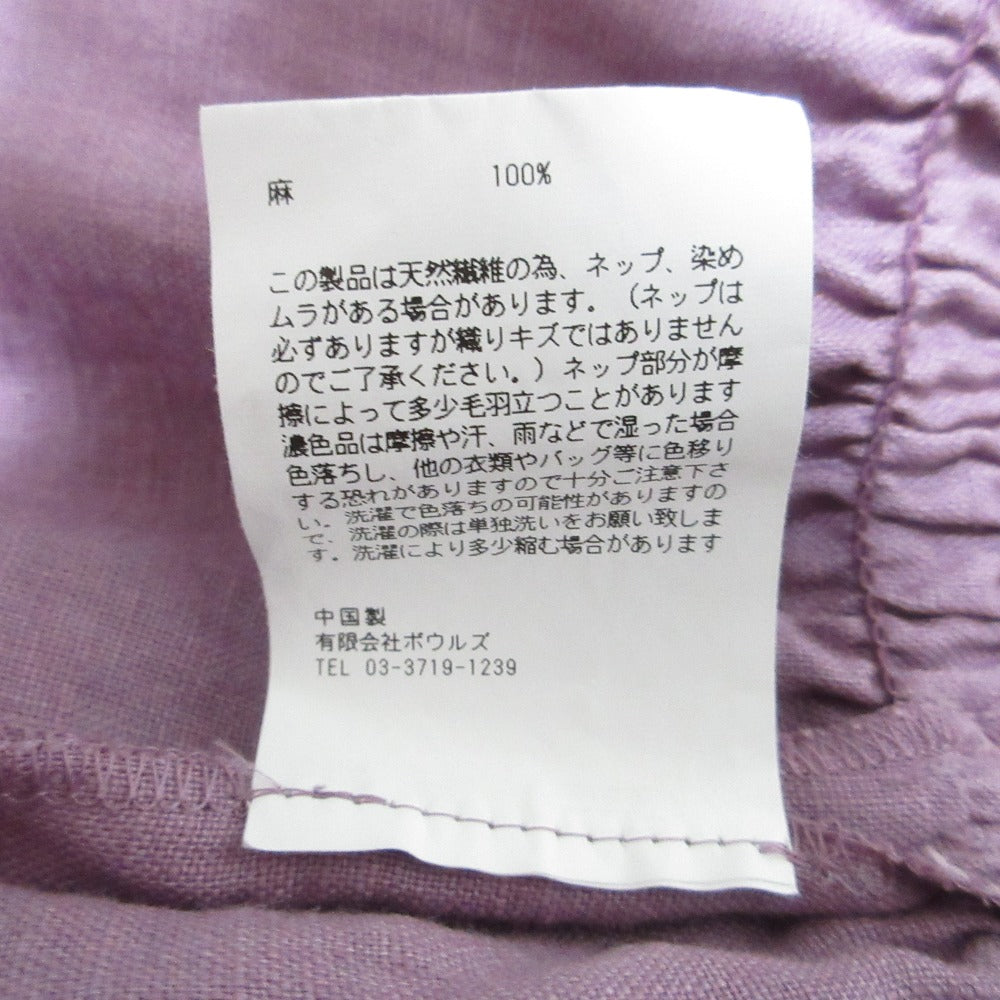 麻 100%
この製品は天然繊維の為、ネップ、染め
ムラがある場合があります。（ネップは
必ずありますが織りキズではありません
のでご了承ください。）ネップ部分が摩
擦によって多少毛羽立つことがあります
濃色品は摩擦や汗、雨などで湿った場合
色落ちし、他の衣類やバッグ等に色移り
する恐れがありますので十分ご注意下さ
い。洗濯で色落ちの可能性がありますの
で、洗濯の際は単独洗いをお願い致しま
す。洗濯により多少縮む場合があります
中国製
有限会社ボウルズ
TEL 03-3719-1239